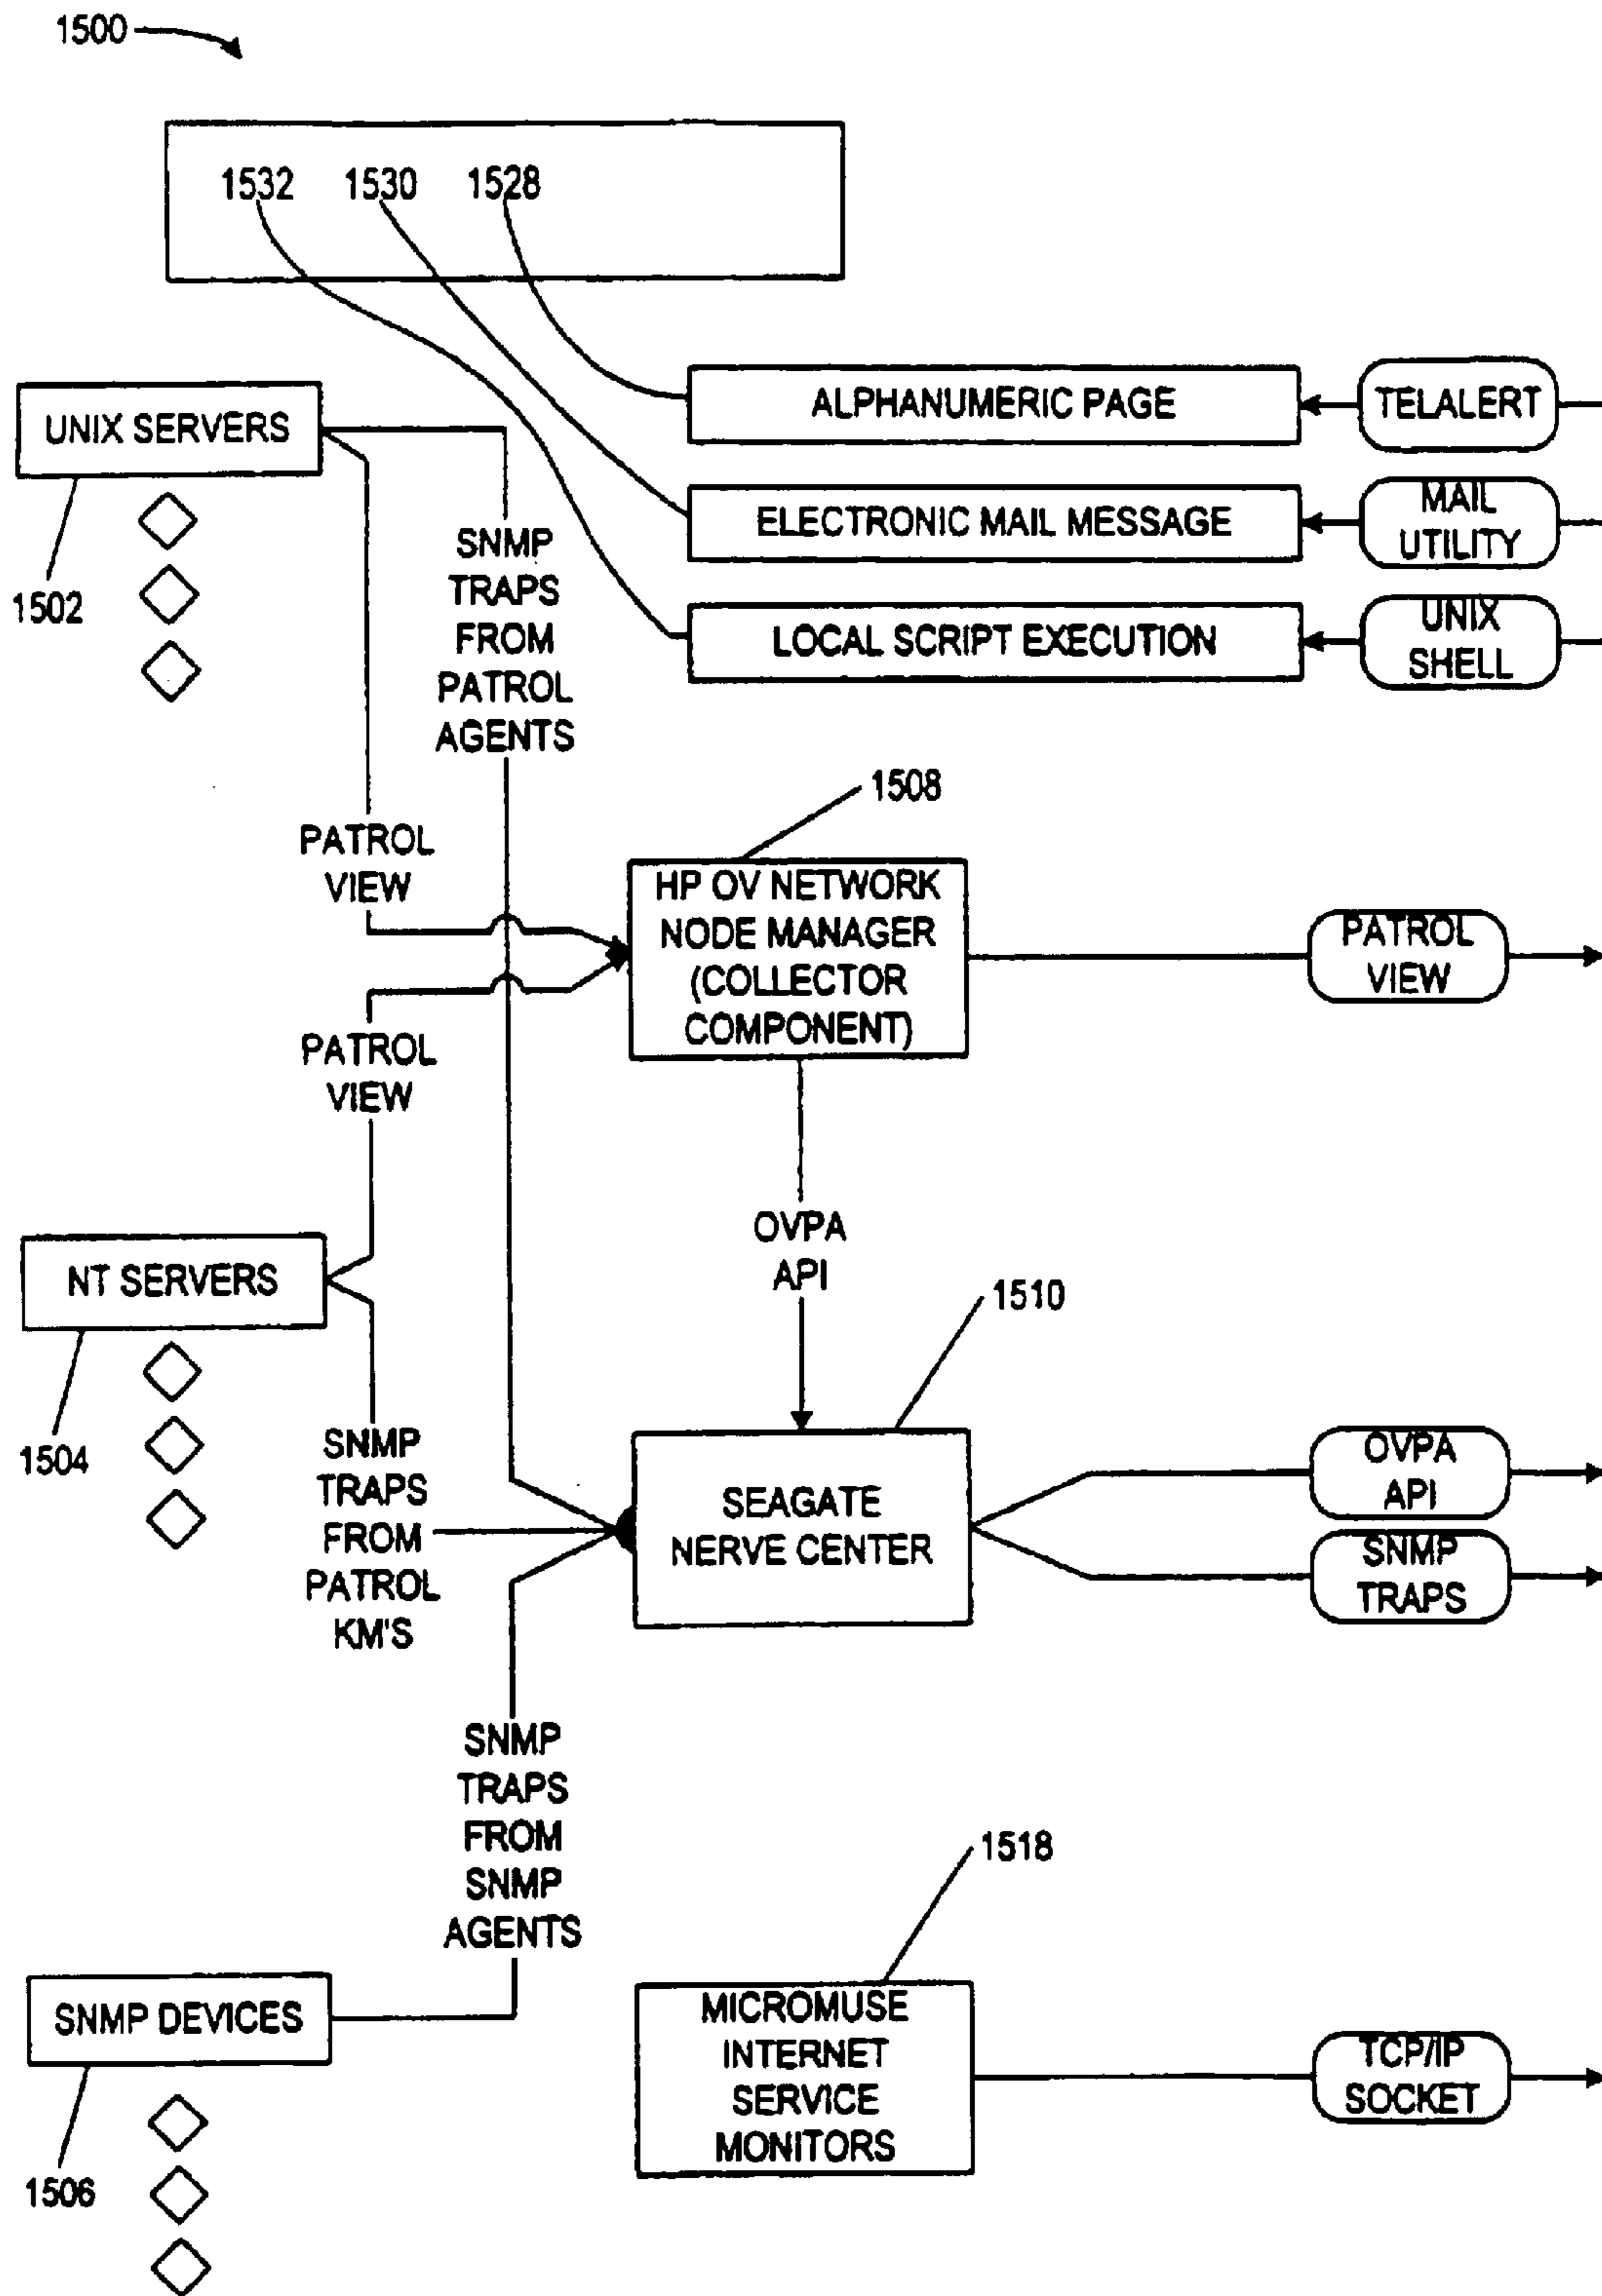 1500
1532 1530 1528
UNIX SERVERS
1502
ALPHANUMERIC PAGE
TELALERT
ELECTRONIC MAIL MESSAGE
MAIL
UTILITY
LOCAL SCRIPT EXECUTION
UNIX
SHELL
SNMP
TRAPS
FROM
PATROL
AGENTS
PATROL
VIEW
1508
HP OV NETWORK
NODE MANAGER
(COLLECTOR
COMPONENT)
PATROL
VIEW
PATROL
VIEW
OVPA
API
NT SERVERS
1504
1510
SNMP
TRAPS
FROM
PATROL
KM'S
SEAGATE
NERVE CENTER
OVPA
API
SNMP
TRAPS
SNMP
TRAPS
FROM
SNMP
AGENTS
1518
SNMP DEVICES
1506
MICROMUSE
INTERNET
SERVICE
MONITORS
TCP/IP
SOCKET